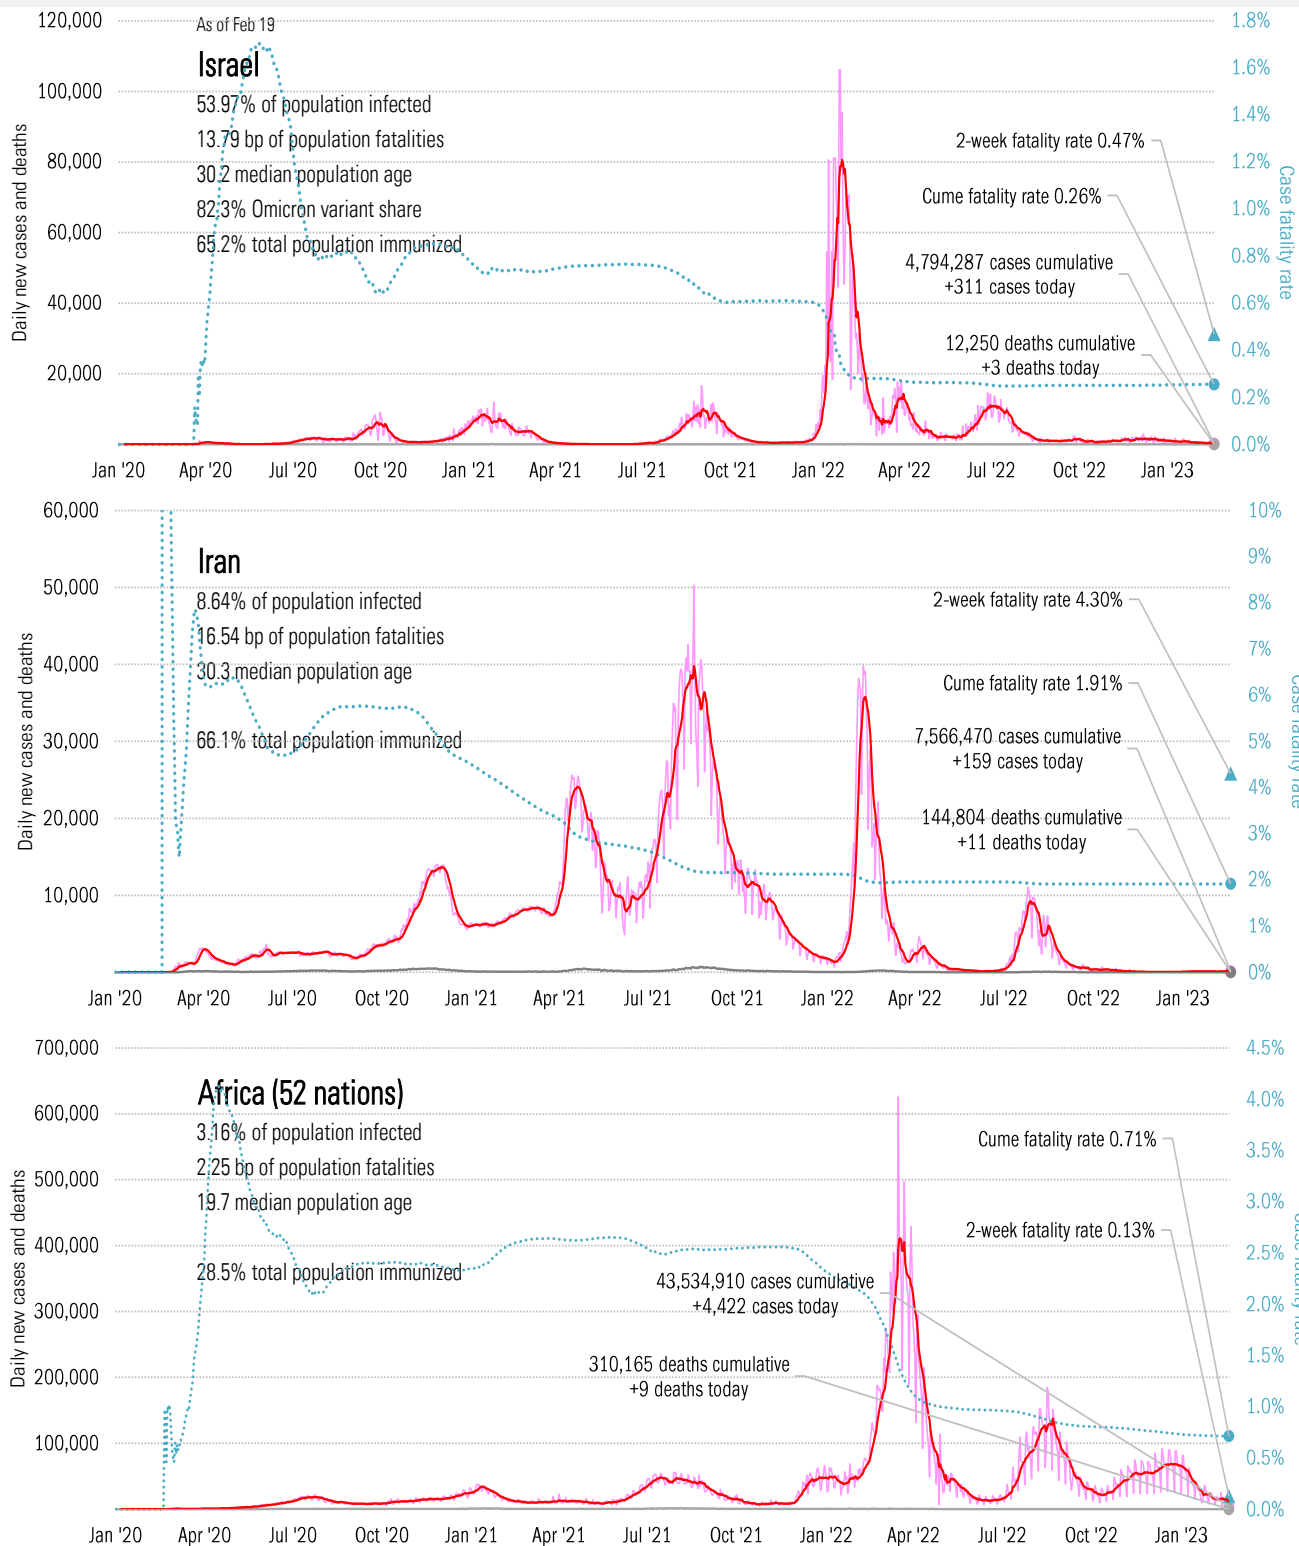 120,000
As of Feb 19
1.8%
Israel
1.6%
53.97% of population infected
100,000
1.4%
13.79 bp of population fatalities
2-week fatality rate 0.47%
80,000
1.2%
30.2 median population age
Cume fatality rate 0.26%
82.3% Omicron variant share
1.0%
60,000
65.2% total population immunized
0.8%
4,794,287 cases cumulative
+311 cases today
40,000
0.6%
12,250 deaths cumulative
+3 deaths today
0.4%
20,000
0.2%
0.0%
Daily new cases and deaths
Case fatality rate
Jan '20 Apr '20 Jul '20 Oct '20 Jan '21 Apr '21 Jul '21 Oct '21 Jan '22 Apr '22 Jul '22 Oct '22 Jan '23
60,000
10%
Iran
9%
50,000
8.64% of population infected
2-week fatality rate 4.30%
8%
16.54 bp of population fatalities
7%
40,000
30.3 median population age
Cume fatality rate 1.91%
6%
30,000
66.1% total population immunized
7,566,470 cases cumulative
+159 cases today
5%
4%
20,000
144,804 deaths cumulative
+11 deaths today
3%
10,000
2%
1%
0%
Daily new cases and deaths
Case fatality rate
Jan '20 Apr '20 Jul '20 Oct '20 Jan '21 Apr '21 Jul '21 Oct '21 Jan '22 Apr '22 Jul '22 Oct '22 Jan '23
700,000
4.5%
Africa (52 nations)
4.0%
600,000
3.16% of population infected
Cume fatality rate 0.71%
3.5%
2.25 bp of population fatalities
500,000
19.7 median population age
3.0%
2-week fatality rate 0.13%
400,000
2.5%
28.5% total population immunized
43,534,910 cases cumulative
+4,422 cases today
300,000
2.0%
310,165 deaths cumulative
+9 deaths today
1.5%
200,000
1.0%
100,000
0.5%
0.0%
Daily new cases and deaths
Jan '20 Apr '20 Jul '20 Oct '20 Jan '21 Apr '21 Jul '21 Oct '21 Jan '22 Apr '22 Jul '22 Oct '22 Jan '23